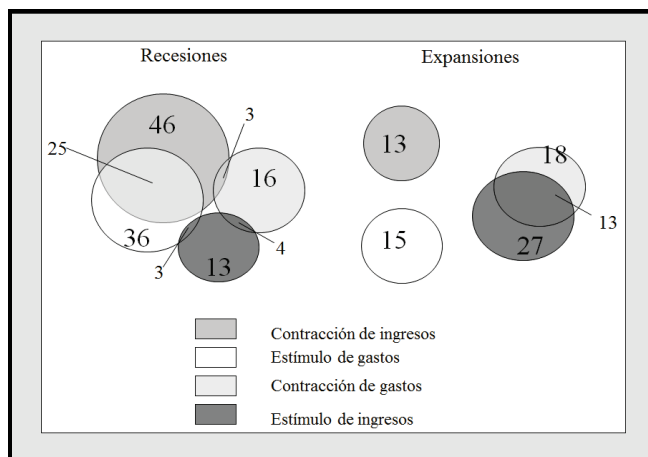 Recesiones
Expansiones
46
3
25
16
36
3
13
4
13
18
13
15
27
Contracción de ingresos
Estímulo de gastos
Contracción de gastos
Estímulo de ingresos